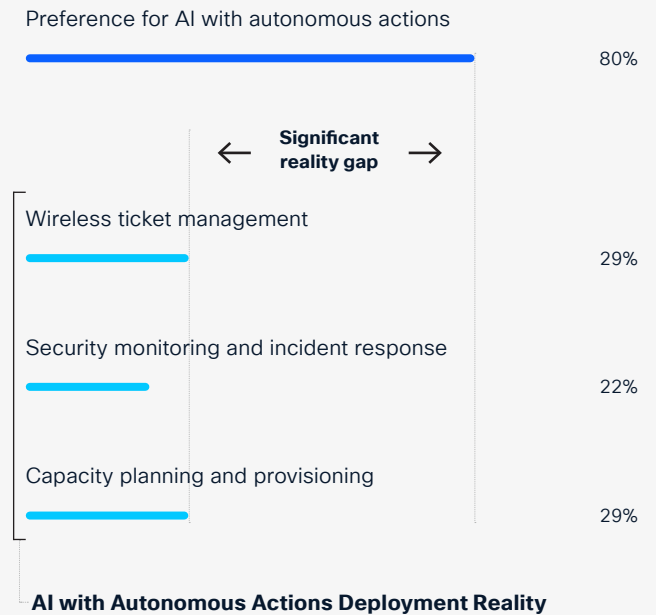 Preference for AI with autonomous actions
80%
Significant
reality gap
Wireless ticket management
29%
Security monitoring and incident response
22%
Capacity planning and provisioning
29%
AI with Autonomous Actions Deployment Reality